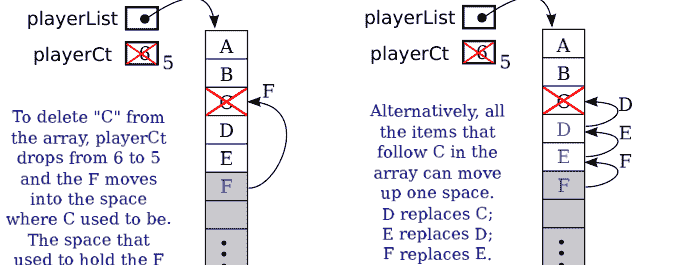 playerList
playerCt 6 5
A
B
C
D
E
F
F
To delete "C" from
the array, playerCt
drops from 6 to 5
and the F moves
into the space
where C used to be.
The space that
used to hold the F
playerList
playerCt 6 5
A
B
C
D
E
F
D
E
F
Alternatively, all
the items that
follow C in the
array can move
up one space.
D replaces C;
E replaces D;
F replaces E.